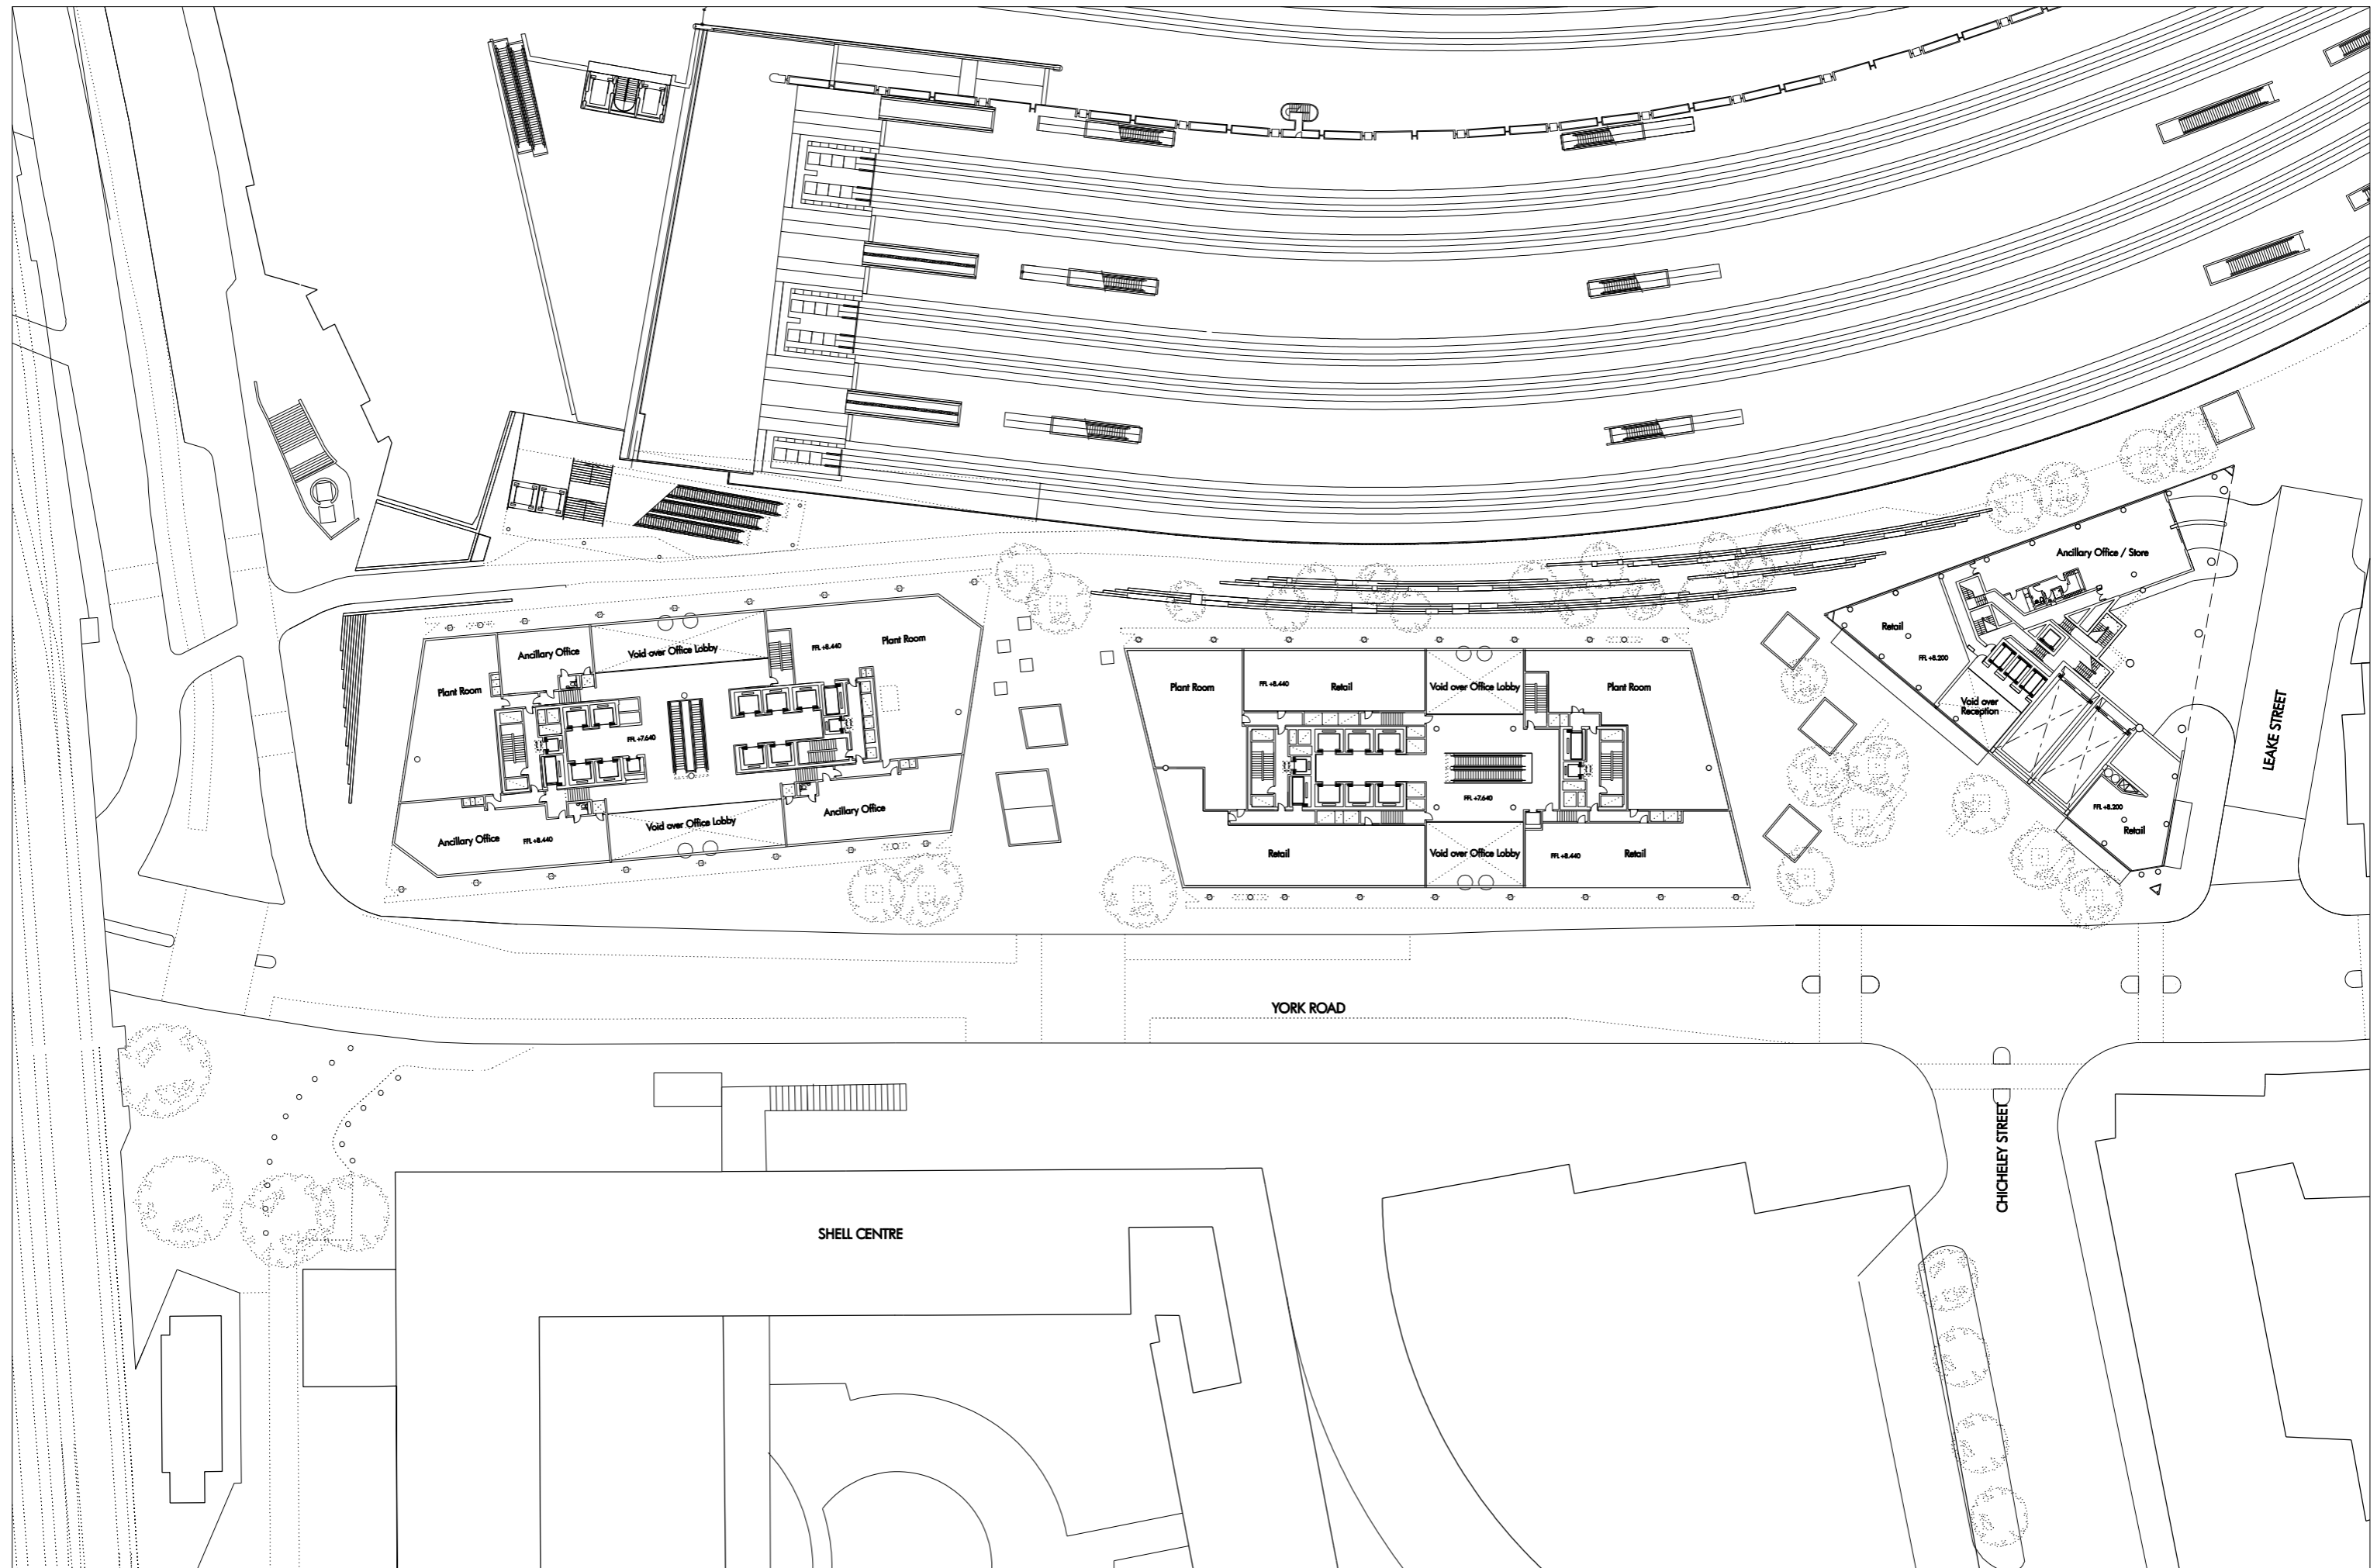 Ancillary Office / Store
Retail
FFL +8.200
Void over
Reception
FFL +8.200
Retail
LEAKE STREET
Plant Room
Ancillary Office
Void over Office Lobby
FFL +8.440
Plant Room
FFL +7.640
Ancillary Office
FFL +8.440
Void over Office Lobby
Ancillary Office
Plant Room
FFL +8.440
Retail
Void over Office Lobby
Plant Room
FFL +7.640
Retail
Void over Office Lobby
FFL +8.440
Retail
YORK ROAD
CHICHELEY STREET
SHELL CENTRE